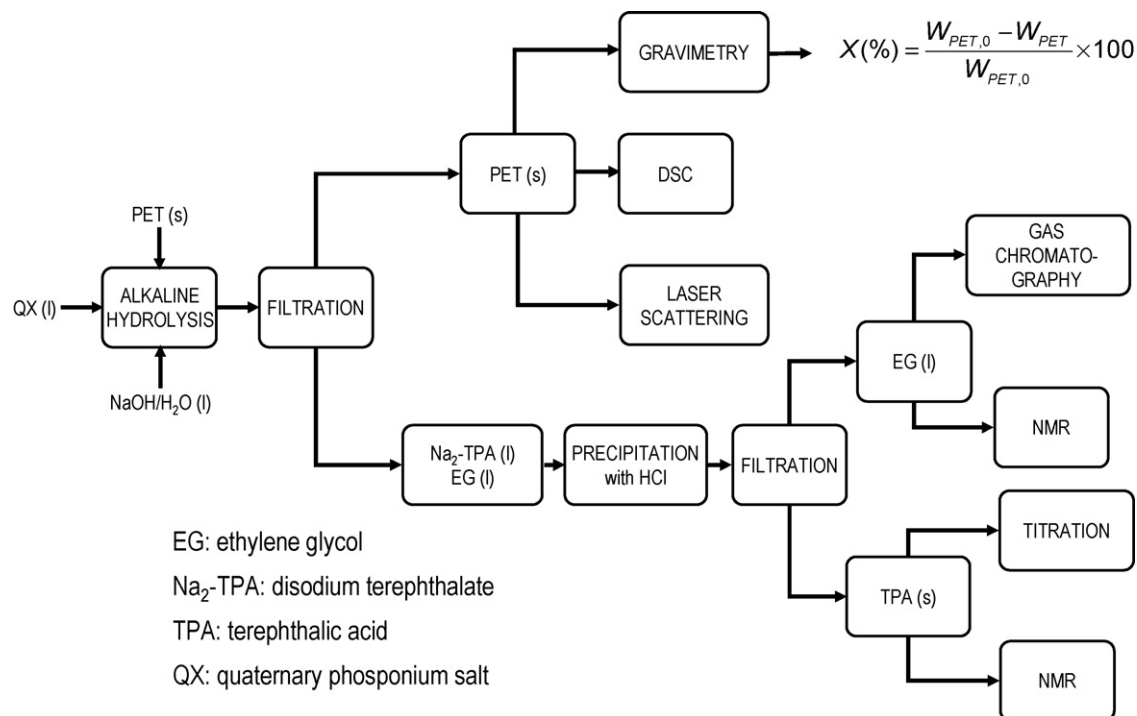 GRAVIMETRY
X(%) = (W_PET,0 − W_PET) / W_PET,0 ×100
PET (s)
DSC
LASER
SCATTERING
PET (s)
QX (l)
ALKALINE
HYDROLYSIS
NaOH/H₂O (l)
FILTRATION
Na₂-TPA (l)
EG (l)
PRECIPITATION
with HCl
FILTRATION
GAS
CHROMATO-
GRAPHY
EG (l)
NMR
TITRATION
TPA (s)
NMR
EG: ethylene glycol
Na₂-TPA: disodium terephthalate
TPA: terephthalic acid
QX: quaternary phosponium salt